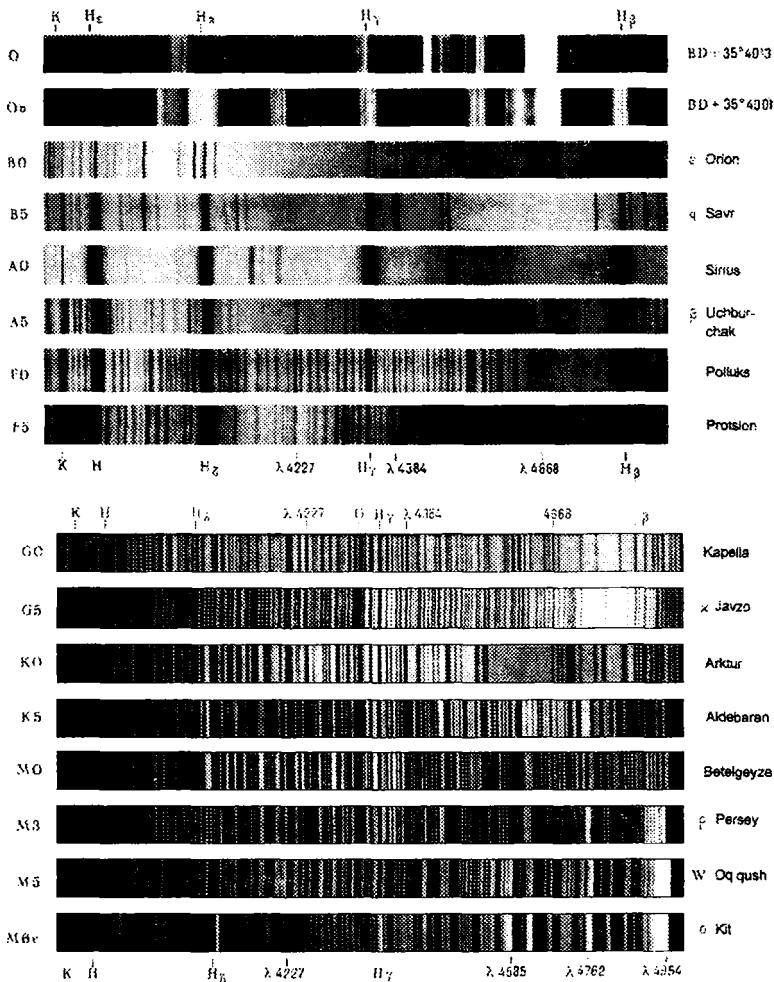 K H ε H δ H γ H β
O BD + 35°4013
Oa BD + 35°4001
B0 ε Orion
B5 q Savr
A0 Sirius
A5 β Uchbur-
chak
F0 Polluks
F5 Protsion
K H H δ λ 4227 H γ λ 4384 λ 4668 H β
K H H δ λ 4227 G H γ λ 4384 4668 β
G0 Kapella
G5 ϰ Javzo
K0 Arktur
K5 Aldebaran
M0 Betelgeyza
M3 ρ Persey
M5 W Oq qush
M6e o Kit
K H H δ λ 4227 H γ λ 4585 λ 4762 λ 4954